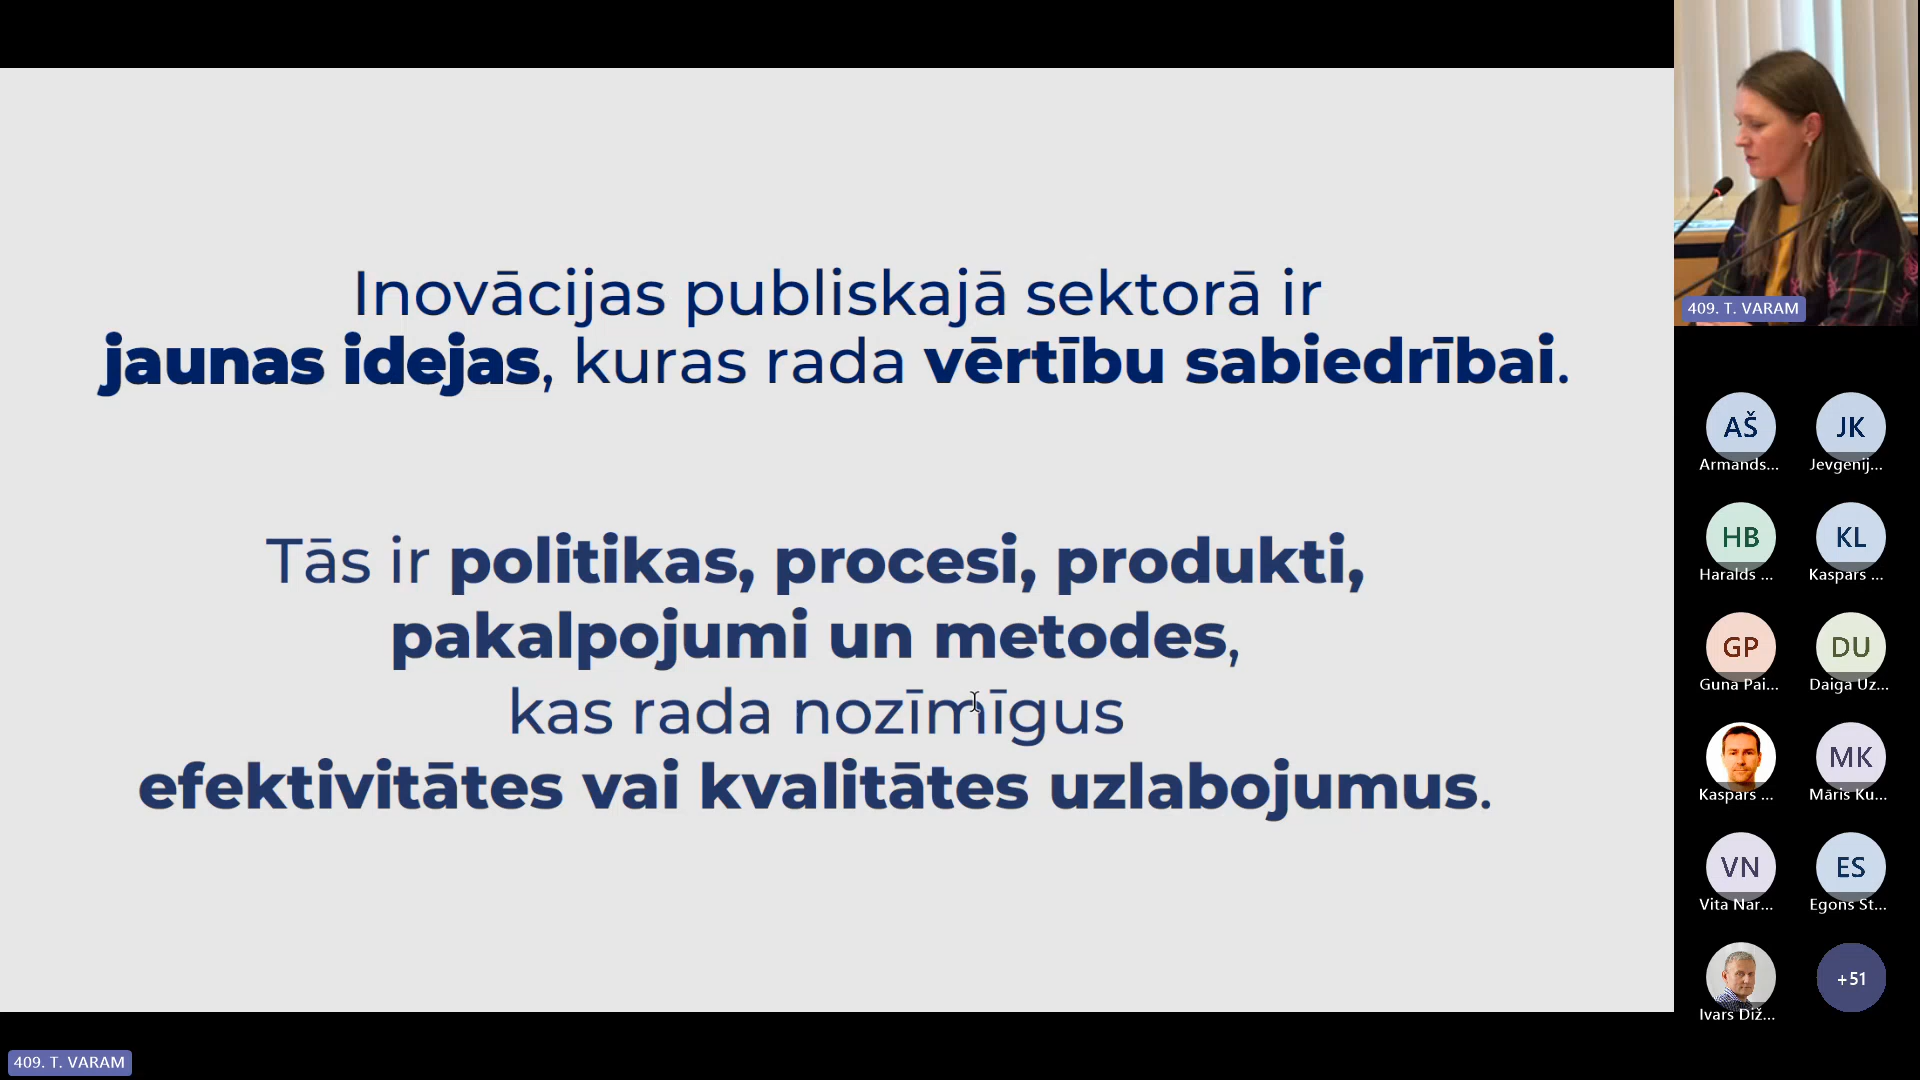 Inovācijas publiskajā sektorā ir
jaunas idejas, kuras rada vērtību sabiedrībai.
Tās ir politikas, procesi, produkti,
pakalpojumi un metodes,
kas rada nozīmīgus
efektivitātes vai kvalitātes uzlabojumus.
409. T. VARAM
AŠ
Armands...
JK
Jevgenij...
HB
Haralds ...
KL
Kaspars ...
GP
Guna Pai...
DU
Daiga Uz...
Kaspars ...
MK
Māris Ku...
VN
Vita Nar...
ES
Egons St...
Ivars Diž...
+51
409. T. VARAM